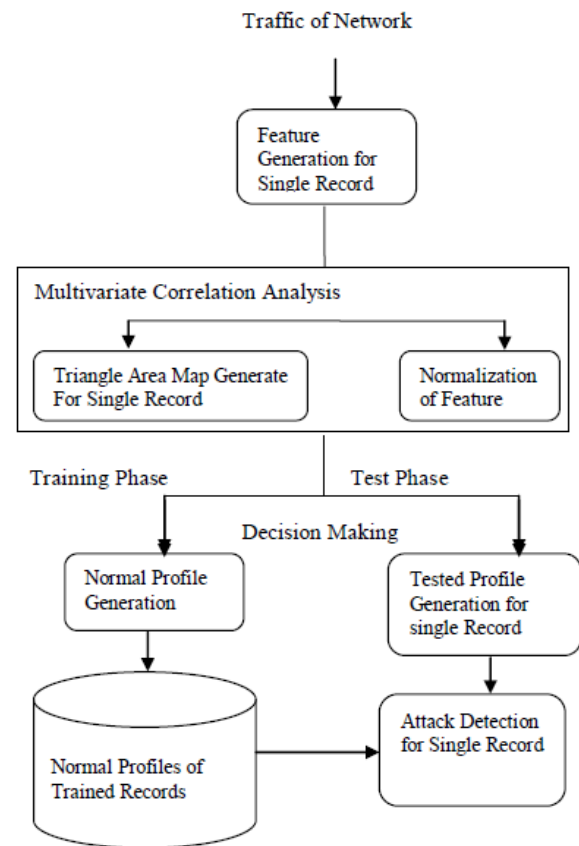 Traffic of Network
Feature
Generation for
Single Record
Multivariate Correlation Analysis
Triangle Area Map Generate
For Single Record
Normalization
of Feature
Training Phase
Test Phase
Decision Making
Normal Profile
Generation
Tested Profile
Generation for
single Record
Normal Profiles of
Trained Records
Attack Detection
for Single Record